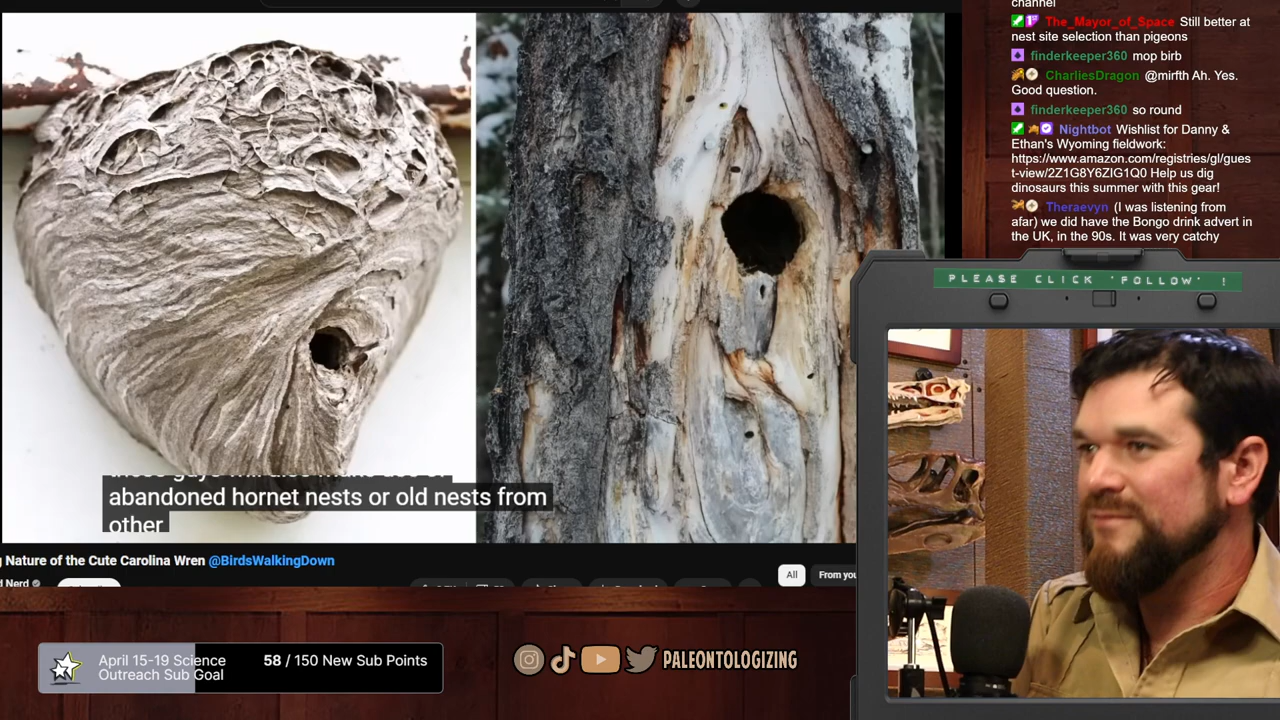 channel
The_Mayor_of_Space Still better at
nest site selection than pigeons
finderkeeper360 mop birb
CharliesDragon @mirfth Ah. Yes.
Good question.
finderkeeper360 so round
Nightbot Wishlist for Danny &
Ethan's Wyoming fieldwork:
https://www.amazon.com/registries/gl/gues
t-view/2Z1G8Y6ZIG1Q0 Help us dig
dinosaurs this summer with this gear!
Theraevyn (I was listening from
afar) we did have the Bongo drink advert in
the UK, in the 90s. It was very catchy
PLEASE CLICK 'FOLLOW' !
abandoned hornet nests or old nests from
other
Nature of the Cute Carolina Wren @BirdsWalkingDown
Nerd
All
From you
April 15-19 Science
Outreach Sub Goal
58 / 150 New Sub Points
PALEONTOLOGIZING